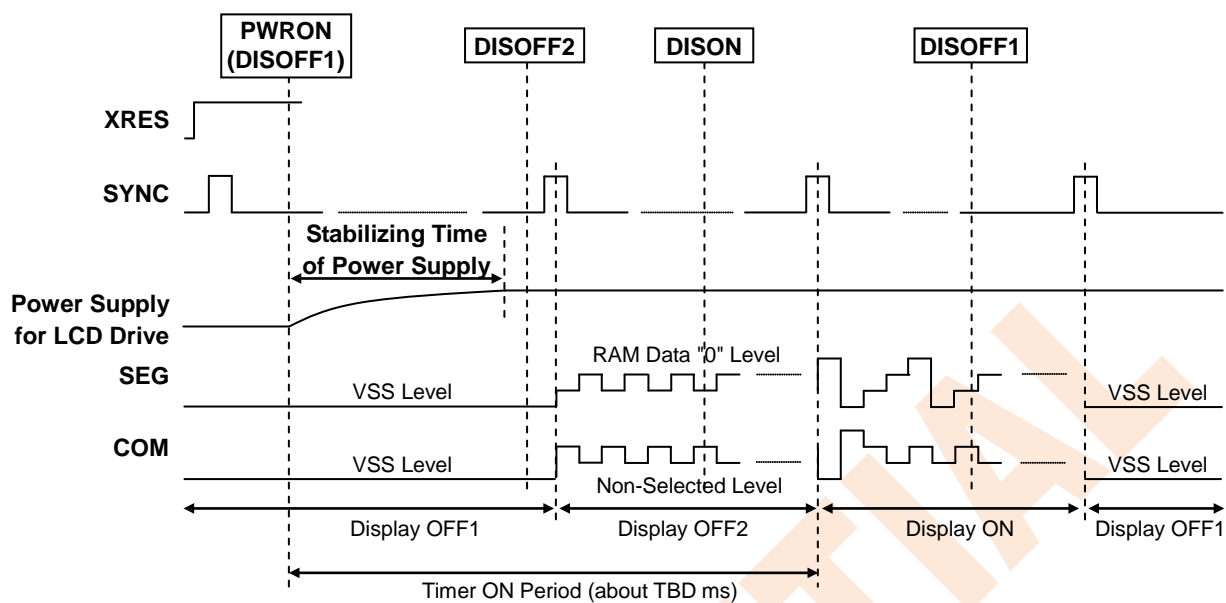 PWRON
(DISOFF1)
DISOFF2
DISON
DISOFF1
XRES
SYNC
Stabilizing Time
of Power Supply
Power Supply
for LCD Drive
RAM Data "0" Level
SEG
VSS Level
VSS Level
COM
VSS Level
VSS Level
Non-Selected Level
Display OFF1
Display OFF2
Display ON
Display OFF1
Timer ON Period (about TBD ms)
TIAL